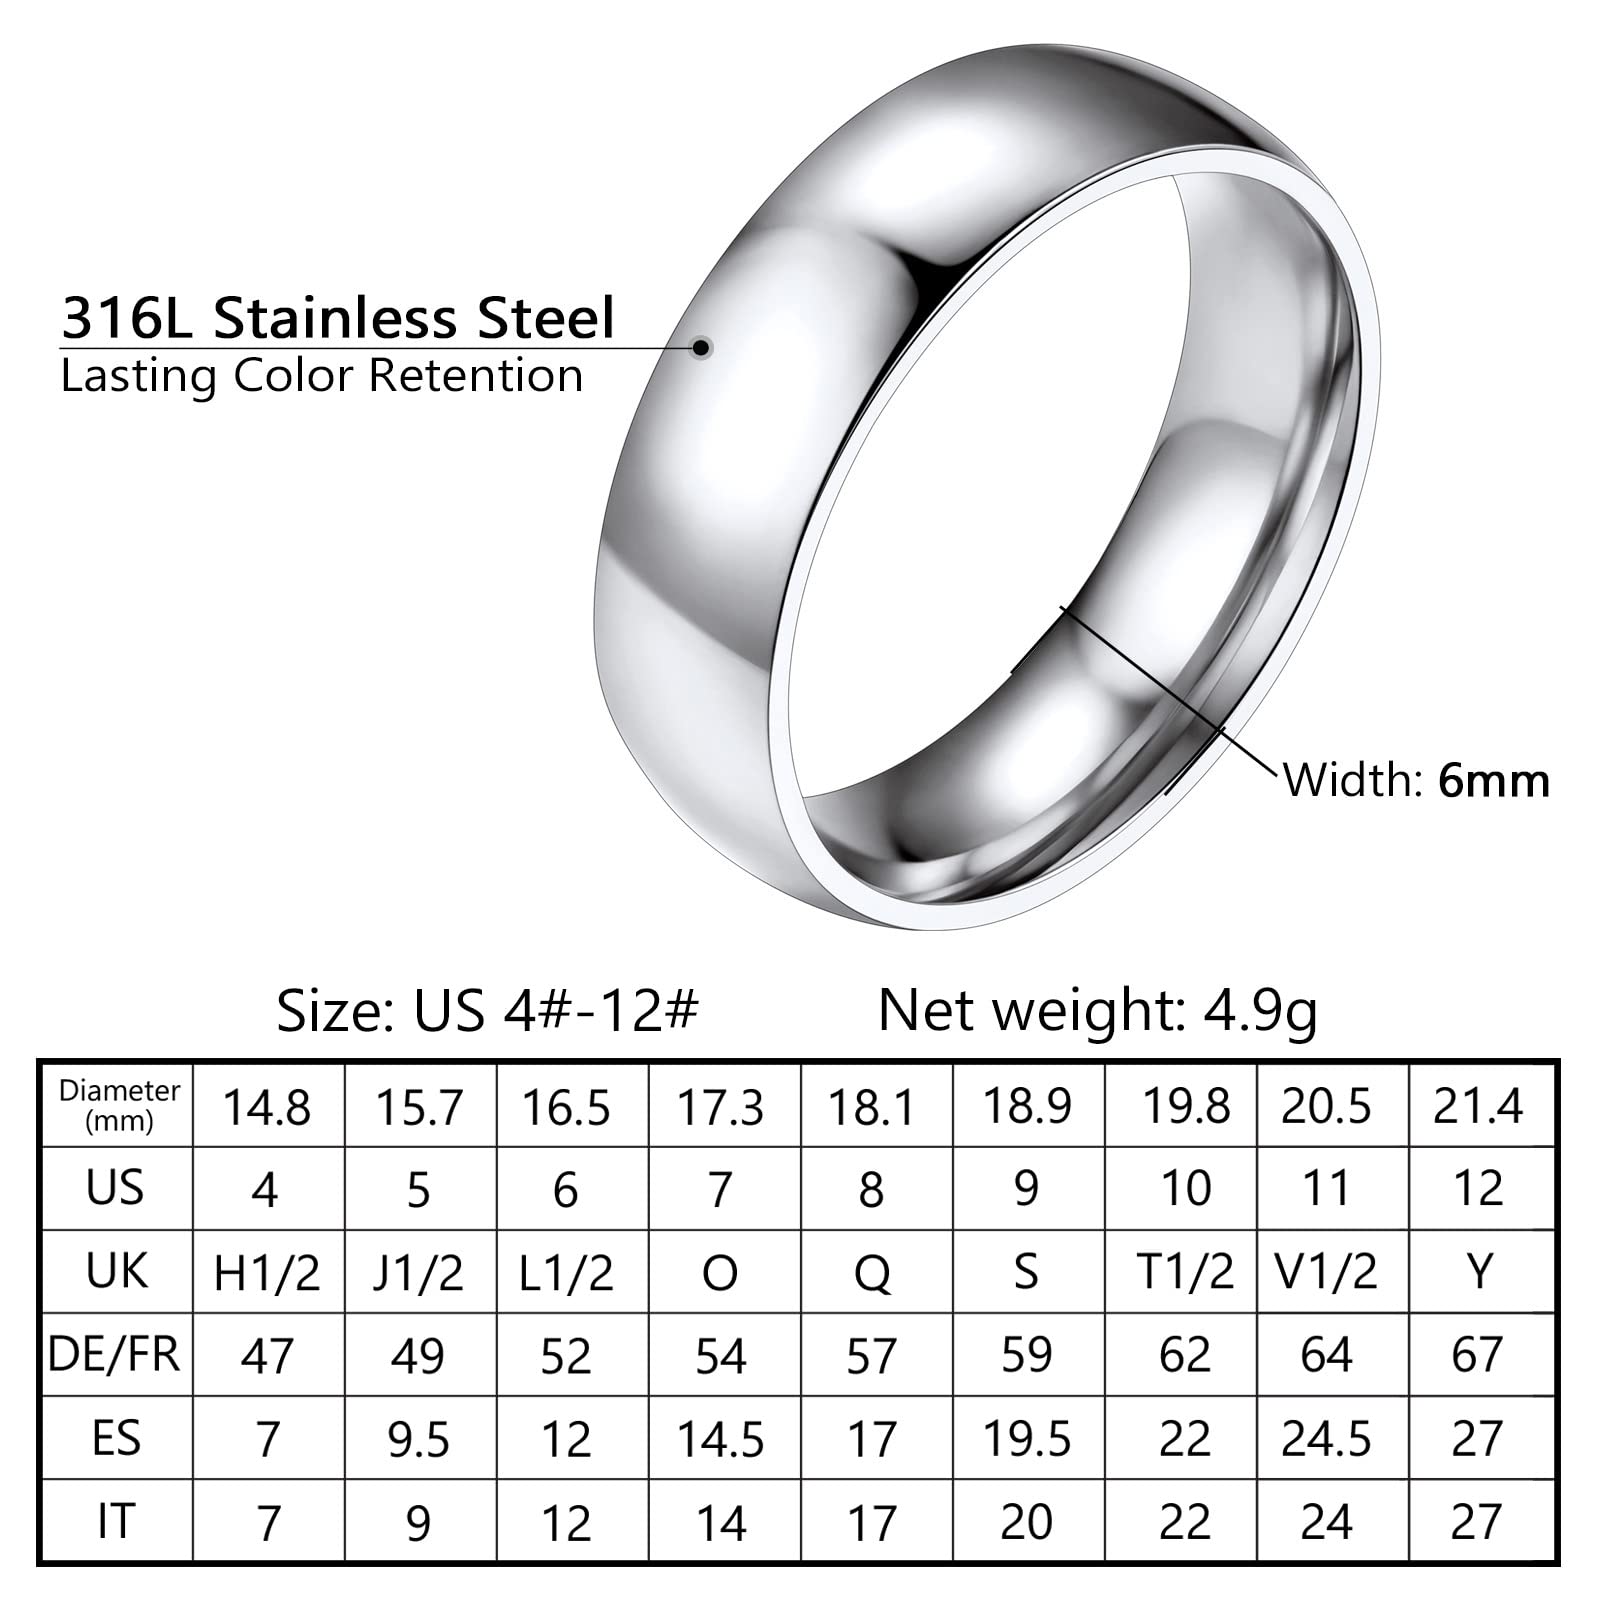 316L Stainless Steel
Lasting Color Retention
Width: 6mm
Size: US 4#-12# Net weight: 4.9g
Diameter (mm) 14.8 15.7 16.5 17.3 18.1 18.9 19.8 20.5 21.4
US 4 5 6 7 8 9 10 11 12
UK H1/2 J1/2 L1/2 O Q S T1/2 V1/2 Y
DE/FR 47 49 52 54 57 59 62 64 67
ES 7 9.5 12 14.5 17 19.5 22 24.5 27
IT 7 9 12 14 17 20 22 24 27